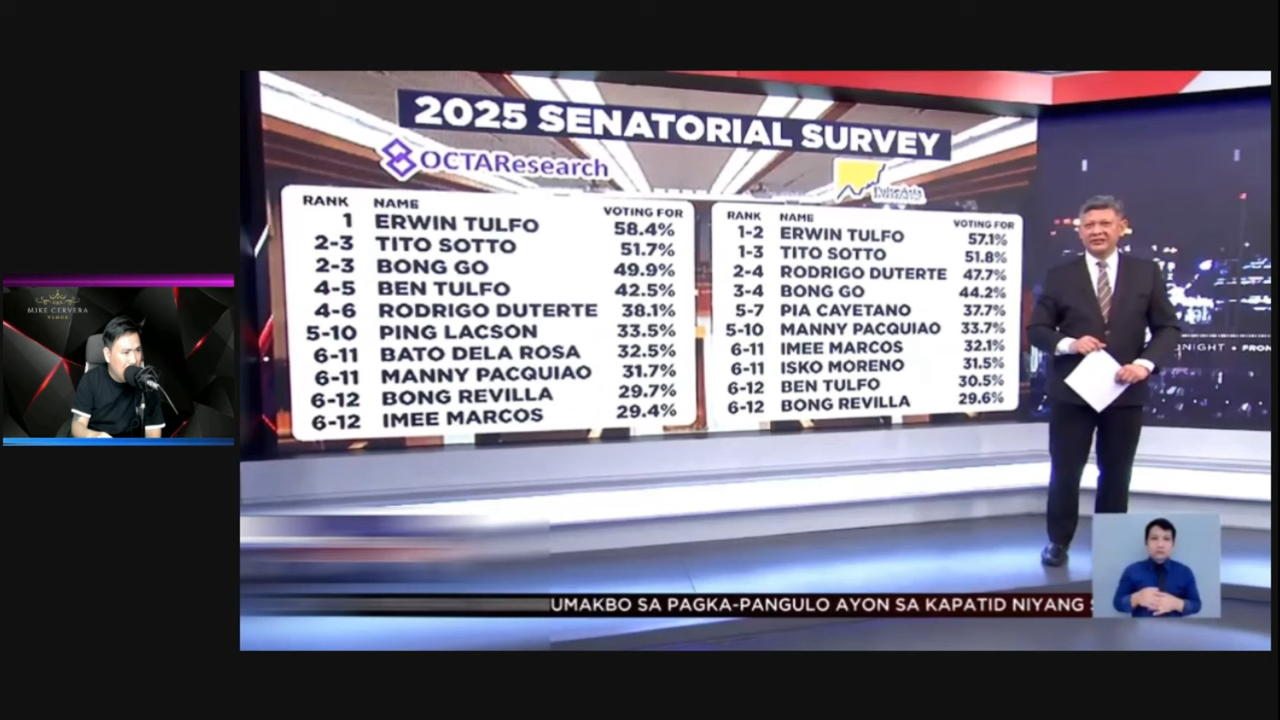 2025 SENATORIAL SURVEY
OCTAResearch
RANK NAME VOTING FOR
1 ERWIN TULFO 58.4%
2-3 TITO SOTTO 51.7%
2-3 BONG GO 49.9%
4-5 BEN TULFO 42.5%
4-6 RODRIGO DUTERTE 38.1%
5-10 PING LACSON 33.5%
6-11 BATO DELA ROSA 32.5%
6-11 MANNY PACQUIAO 31.7%
6-12 BONG REVILLA 29.7%
6-12 IMEE MARCOS 29.4%
PulseAsia
RANK NAME VOTING FOR
1-2 ERWIN TULFO 57.1%
1-3 TITO SOTTO 51.8%
2-4 RODRIGO DUTERTE 47.7%
3-4 BONG GO 44.2%
5-7 PIA CAYETANO 37.7%
5-10 MANNY PACQUIAO 33.7%
6-11 IMEE MARCOS 32.1%
6-11 ISKO MORENO 31.5%
6-12 BEN TULFO 30.5%
6-12 BONG REVILLA 29.6%
MIKE CERVERA
ONIGHT • FRON
UMAKBO SA PAGKA-PANGULO AYON SA KAPATID NIYANG